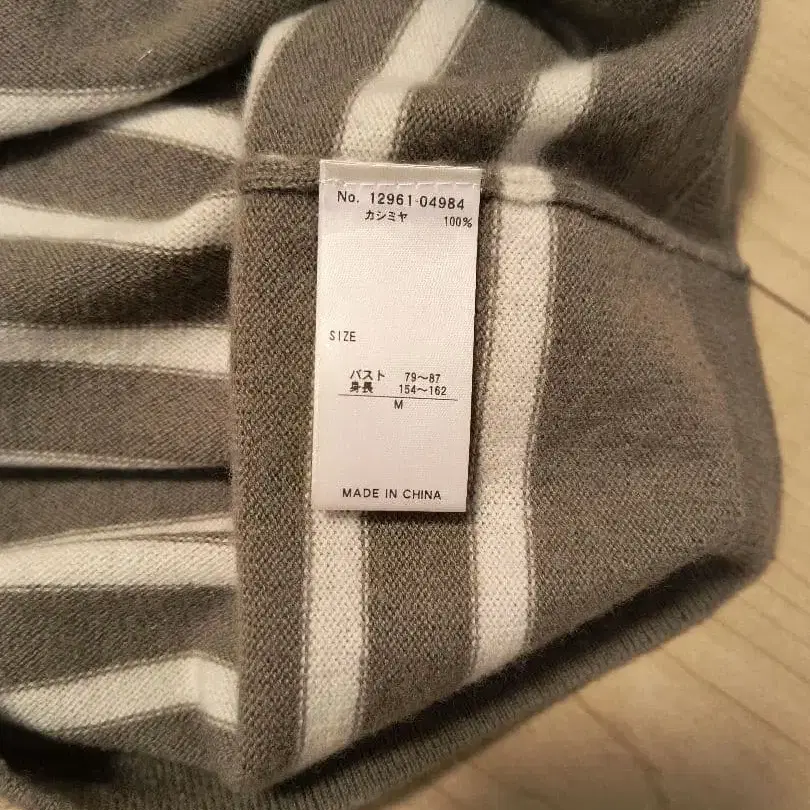 No. 12961-04984
カシミヤ 100%
SIZE
バスト 79～87
身長 154～162
M
MADE IN CHINA